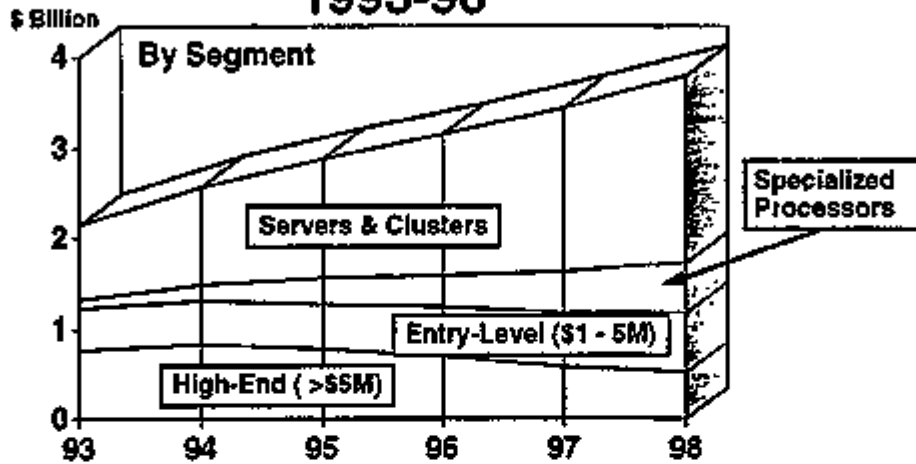 $ Billion
By Segment
4
3
2
1
0
Servers & Clusters
Specialized
Processors
Entry-Level ($1 - 5M)
High-End ( >$5M)
93 94 95 96 97 98